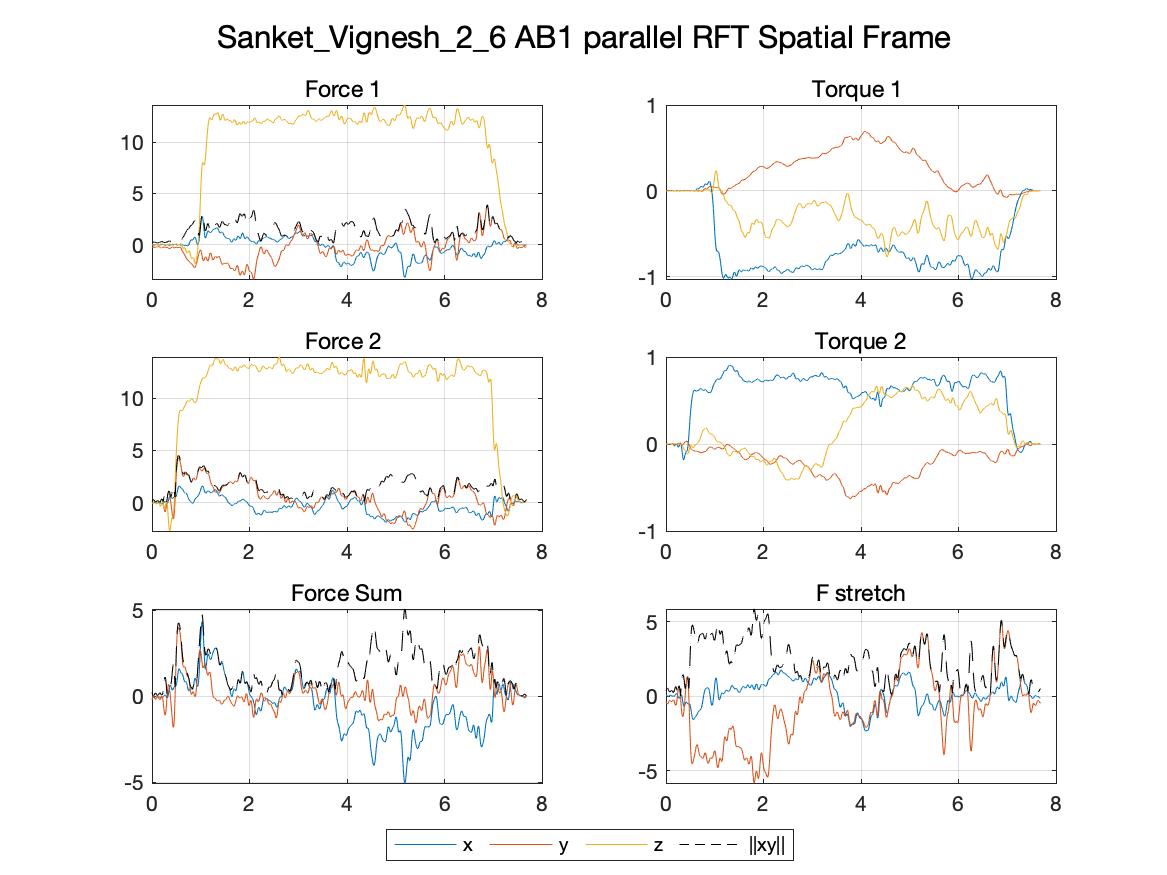 Sanket_Vignesh_2_6 AB1 parallel RFT Spatial Frame
Force 1
10
5
0
0 2 4 6 8
Torque 1
1
0
-1
0 2 4 6 8
Force 2
10
5
0
0 2 4 6 8
Torque 2
1
0
-1
0 2 4 6 8
Force Sum
5
0
-5
0 2 4 6 8
F stretch
5
0
-5
0 2 4 6 8
x y z ||xy||